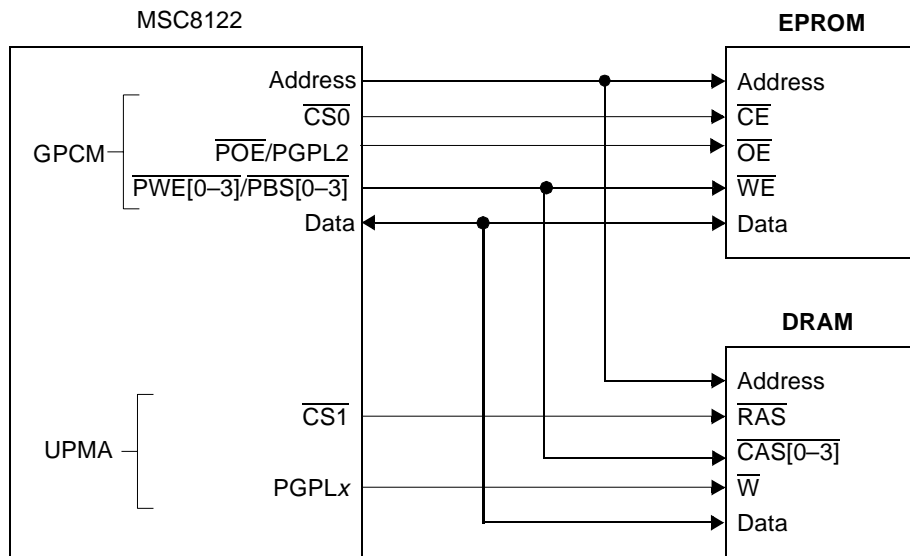 MSC8122
EPROM
Address
Address
CS0
CE
GPCM
POE/PGPL2
OE
PWE[0–3]/PBS[0–3]
WE
Data
Data
DRAM
Address
CS1
RAS
UPMA
CAS[0–3]
PGPLx
W
Data